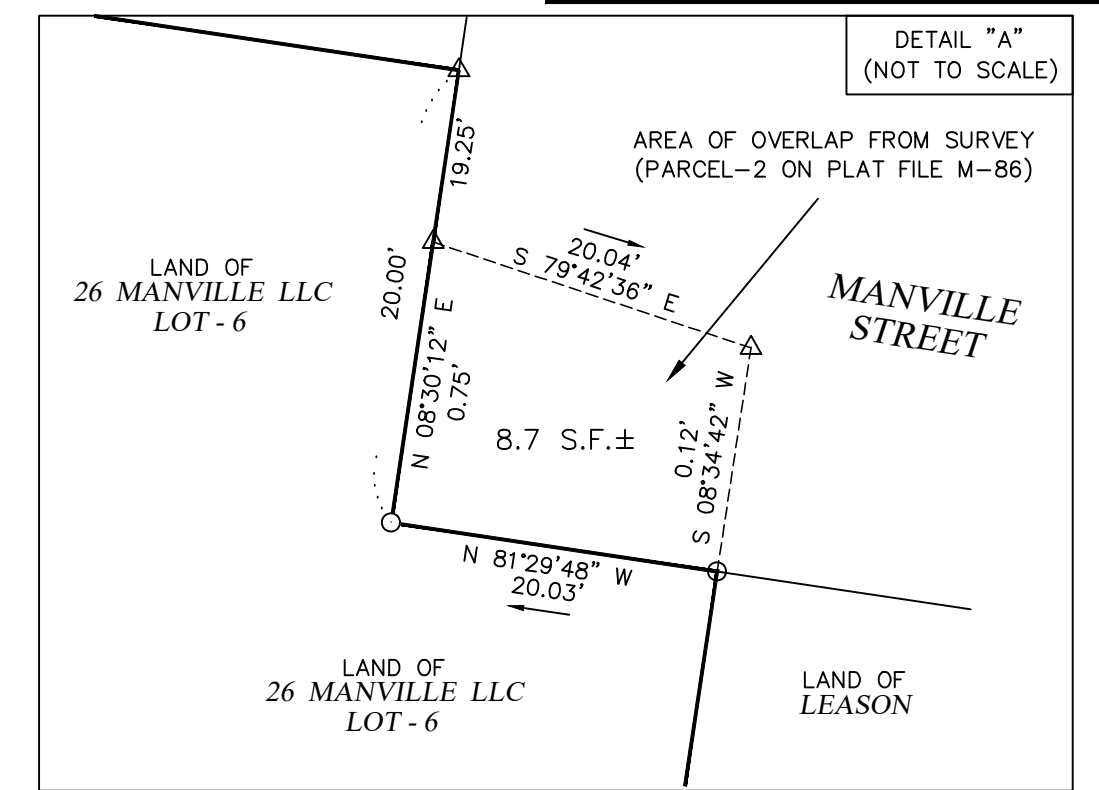 DETAIL "A"
(NOT TO SCALE)
AREA OF OVERLAP FROM SURVEY
(PARCEL-2 ON PLAT FILE M-86)
19.25'
20.00'
N 08°30'12" E
0.75'
20.04'
S 79°42'36" E
MANVILLE
STREET
LAND OF
26 MANVILLE LLC
LOT - 6
8.7 S.F.±
0.12'
S 08°34'42" W
N 81°29'48" W
20.03'
LAND OF
26 MANVILLE LLC
LOT - 6
LAND OF
LEASON